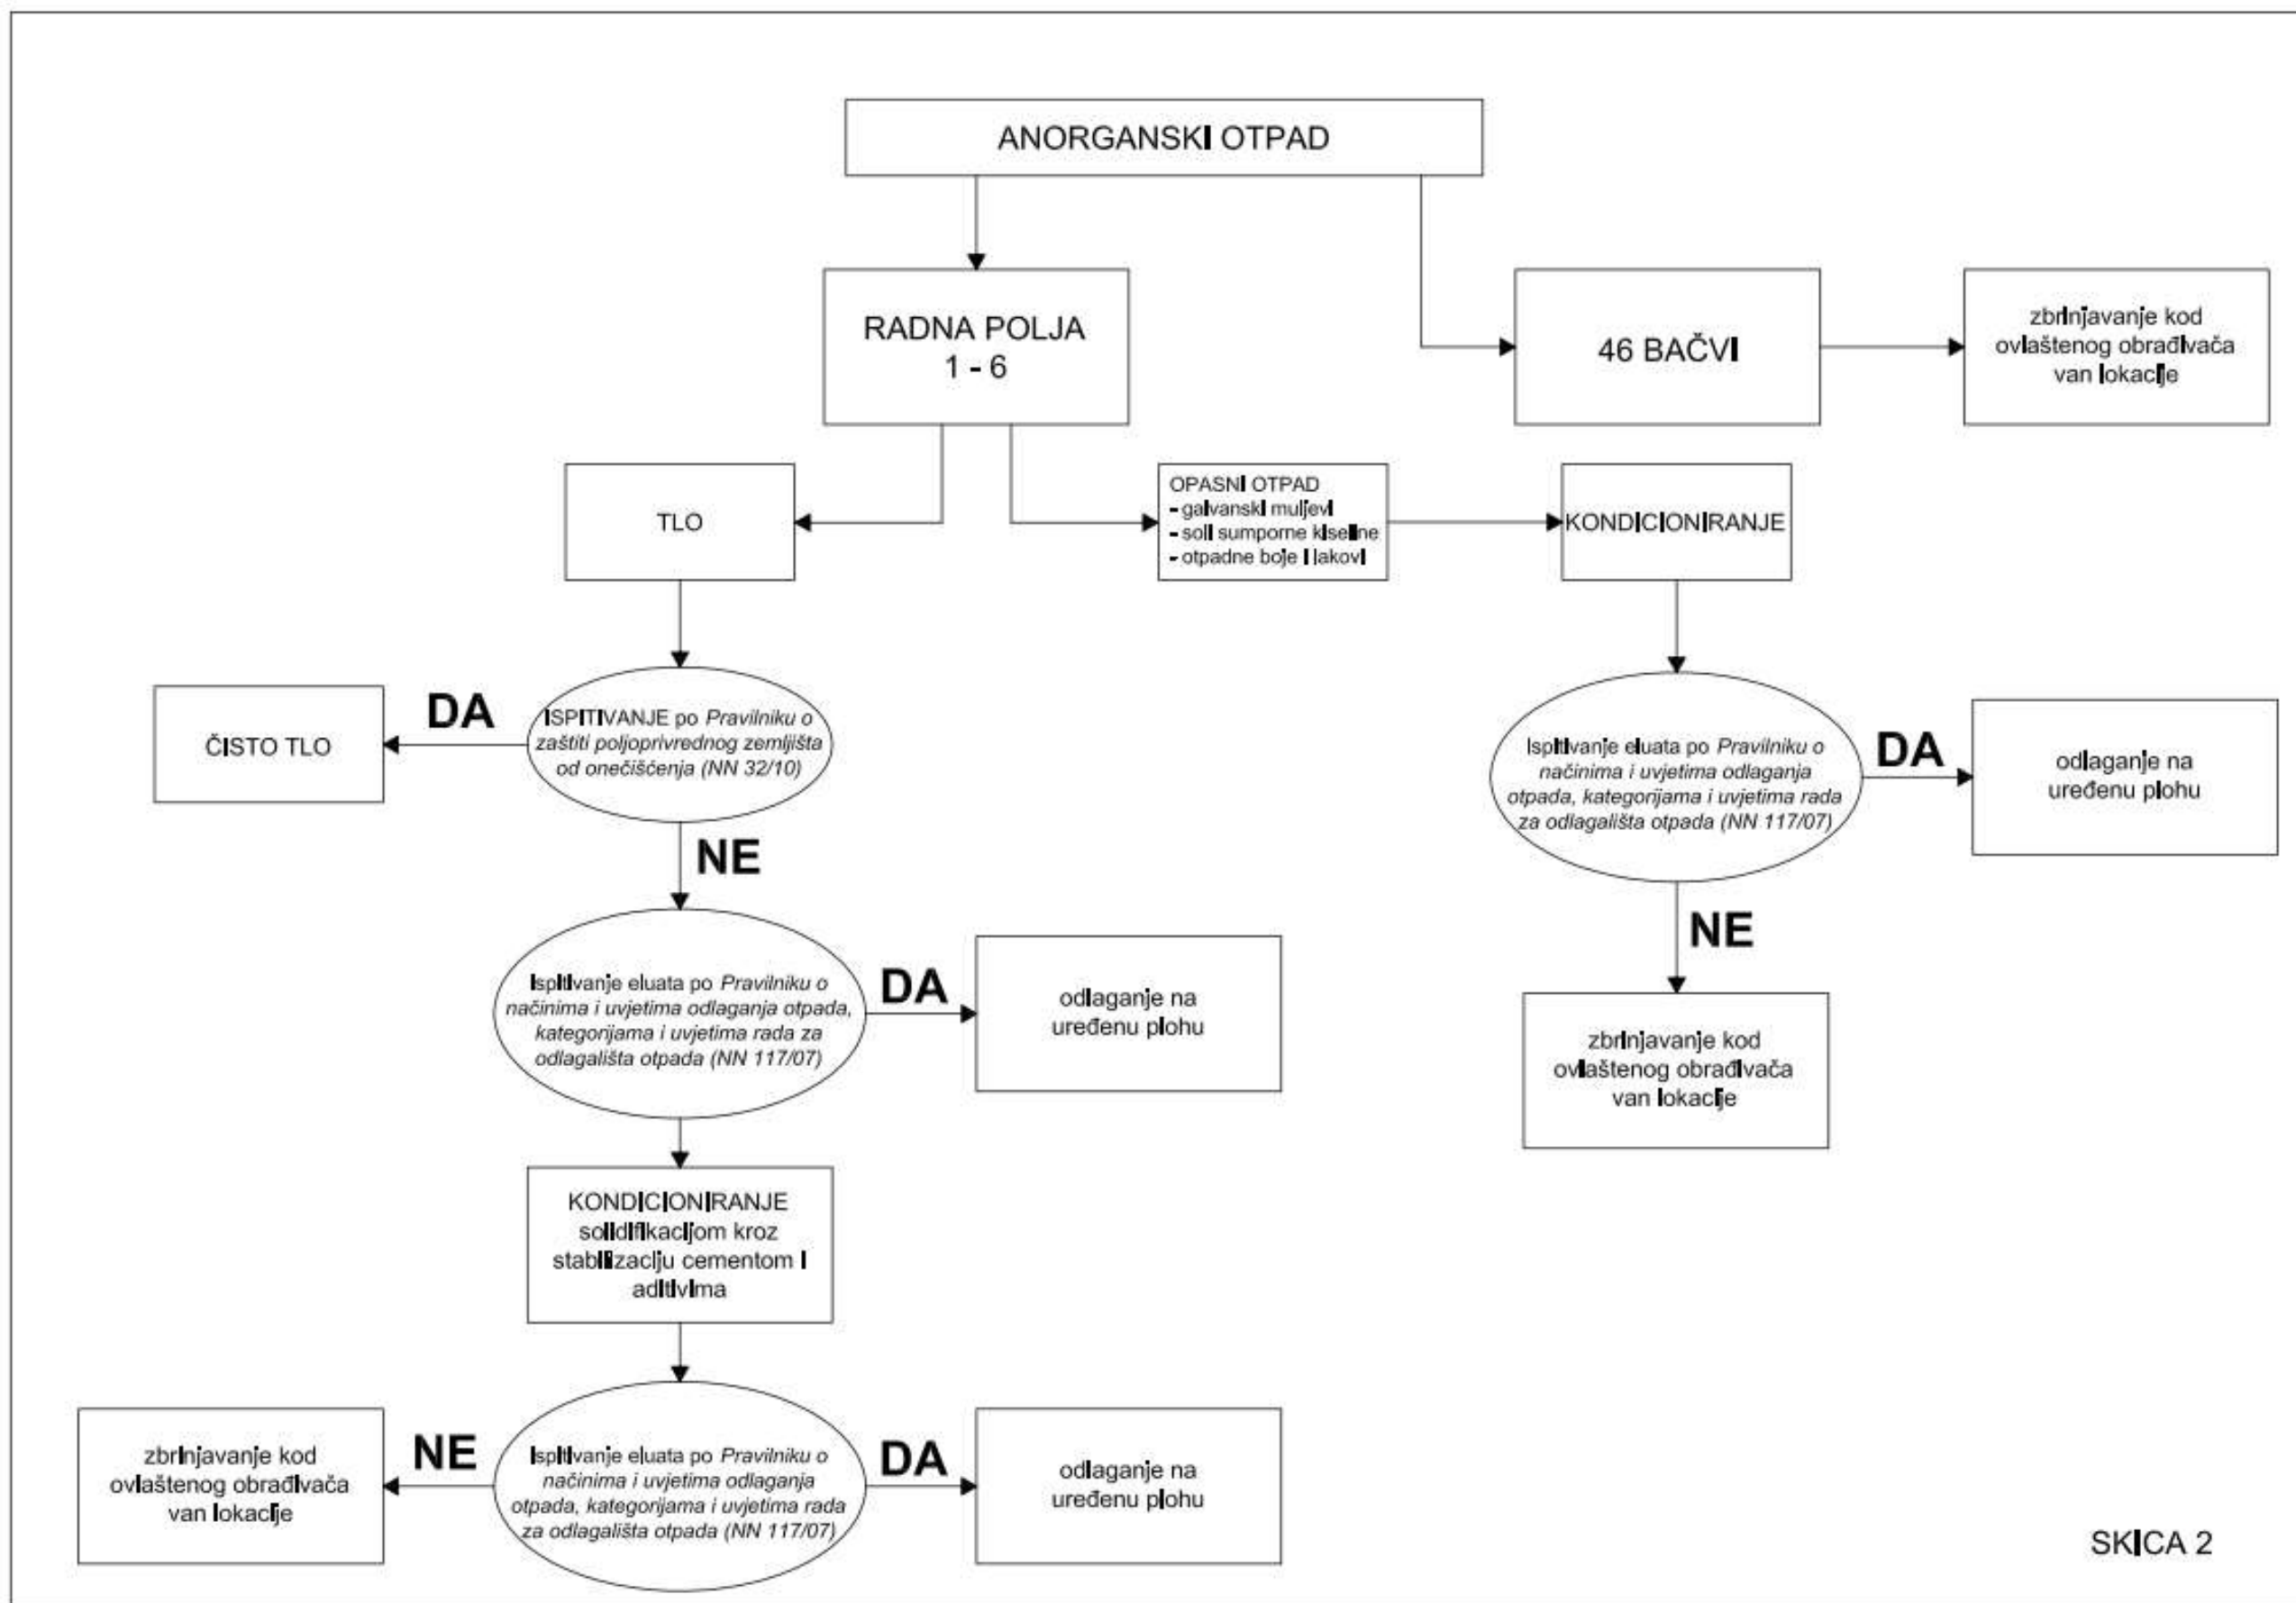 ANORGANSKI OTPAD
RADNA POLJA
1 - 6
46 BAČVI
zbrinjavanje kod
ovlaštenog obrađivača
van lokacije
TLO
OPASNI OTPAD
- galvanski muljevi
- soli sumporne kiseline
- otpadne boje i lakovi
KONDICIONIRANJE
ČISTO TLO
DA
ISPITIVANJE po Pravilniku o
zaštiti poljoprivrednog zemljišta
od onečišćenja (NN 32/10)
Ispitivanje eluata po Pravilniku o
načinima i uvjetima odlaganja
otpada, kategorijama i uvjetima rada
za odlagališta otpada (NN 117/07)
DA
odlaganje na
uređenu plohu
NE
NE
Ispitivanje eluata po Pravilniku o
načinima i uvjetima odlaganja otpada,
kategorijama i uvjetima rada za
odlagališta otpada (NN 117/07)
DA
odlaganje na
uređenu plohu
zbrinjavanje kod
ovlaštenog obrađivača
van lokacije
KONDICIONIRANJE
solidifikacijom kroz
stabilizaciju cementom i
aditivima
zbrinjavanje kod
ovlaštenog obrađivača
van lokacije
NE
Ispitivanje eluata po Pravilniku o
načinima i uvjetima odlaganja
otpada, kategorijama i uvjetima rada
za odlagališta otpada (NN 117/07)
DA
odlaganje na
uređenu plohu
SKICA 2